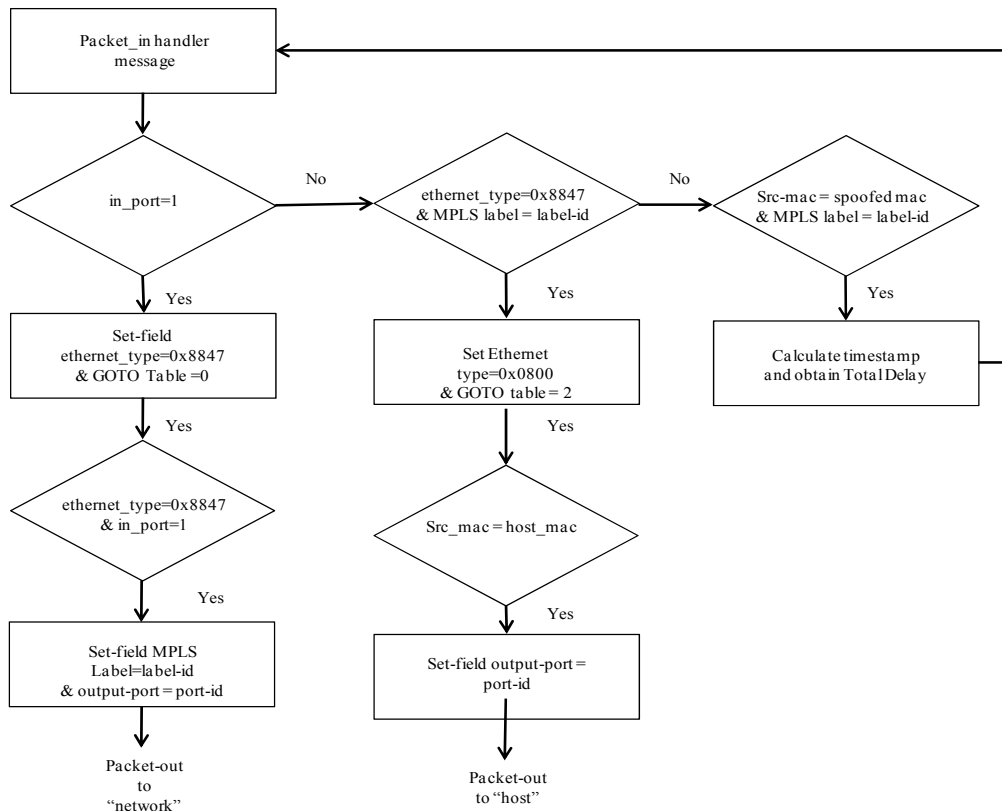 Packet_in handler
message
in_port=1
No
ethernet_type=0x8847
& MPLS label = label-id
No
Src-mac = spoofed mac
& MPLS label = label-id
Yes
Yes
Yes
Set-field
ethernet_type=0x8847
& GOTO Table =0
Set Ethernet
type=0x0800
& GOTO table = 2
Calculate timestamp
and obtain Total Delay
Yes
Yes
ethernet_type=0x8847
& in_port=1
Src_mac = host_mac
Yes
Yes
Set-field MPLS
Label=label-id
& output-port = port-id
Set-field output-port =
port-id
Packet-out
to
“network”
Packet-out
to “host”